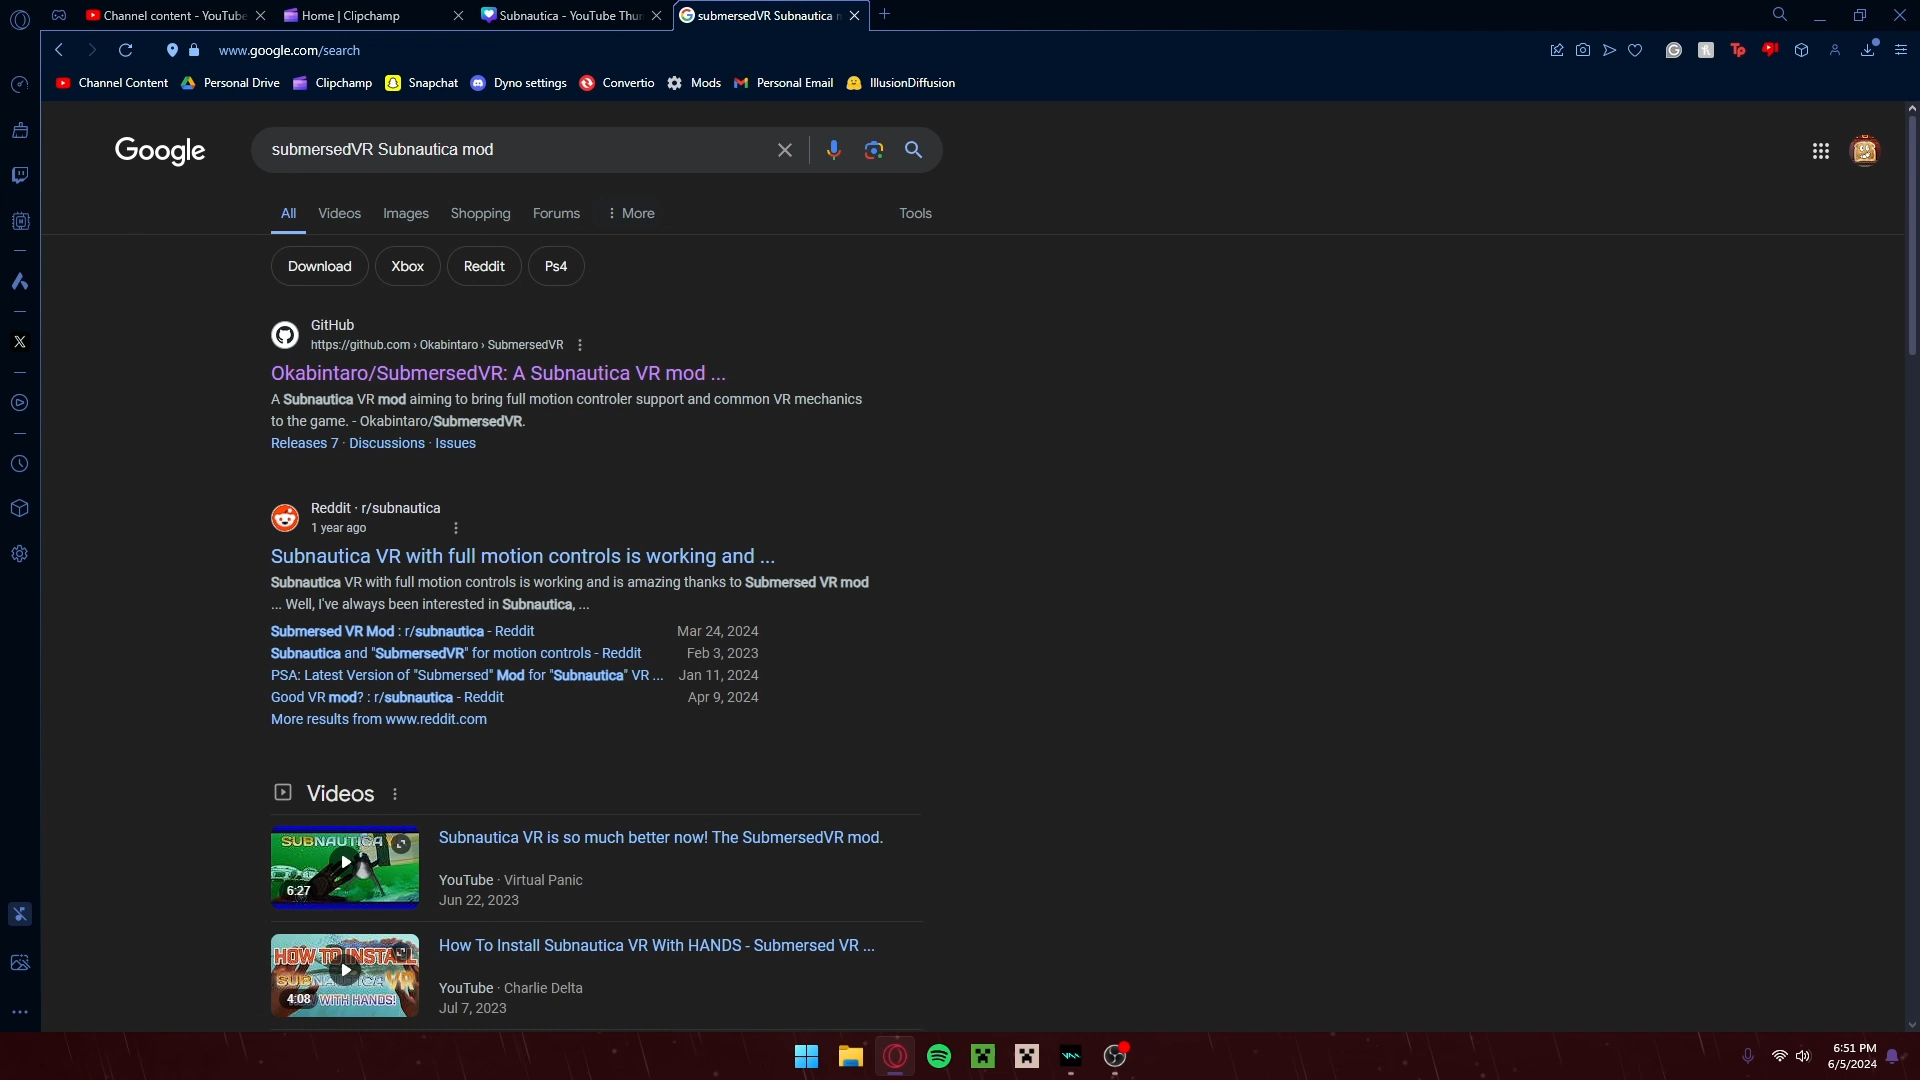 Channel content - YouTube
Home | Clipchamp
Subnautica - YouTube Thur
submersedVR Subnautica m
www.google.com/search
Channel Content
Personal Drive
Clipchamp
Snapchat
Dyno settings
Convertio
Mods
Personal Email
IllusionDiffusion
Tp
Google
submersedVR Subnautica mod
All
Videos
Images
Shopping
Forums
More
Tools
Download
Xbox
Reddit
Ps4
GitHub
https://github.com › Okabintaro › SubmersedVR
Okabintaro/SubmersedVR: A Subnautica VR mod ...
A Subnautica VR mod aiming to bring full motion controler support and common VR mechanics
to the game. - Okabintaro/SubmersedVR.
Releases 7 · Discussions · Issues
Reddit · r/subnautica
1 year ago
Subnautica VR with full motion controls is working and ...
Subnautica VR with full motion controls is working and is amazing thanks to Submersed VR mod
... Well, I've always been interested in Subnautica, ...
Submersed VR Mod : r/subnautica - Reddit Mar 24, 2024
Subnautica and "SubmersedVR" for motion controls - Reddit Feb 3, 2023
PSA: Latest Version of "Submersed" Mod for "Subnautica" VR ... Jan 11, 2024
Good VR mod? : r/subnautica - Reddit Apr 9, 2024
More results from www.reddit.com
Videos
SUBNAUTICA
6:27
Subnautica VR is so much better now! The SubmersedVR mod.
YouTube · Virtual Panic
Jun 22, 2023
HOW TO INSTALL
SUBNAUTICA VR
WITH HANDS!
4:08
How To Install Subnautica VR With HANDS - Submersed VR ...
YouTube · Charlie Delta
Jul 7, 2023
6:51 PM
6/5/2024